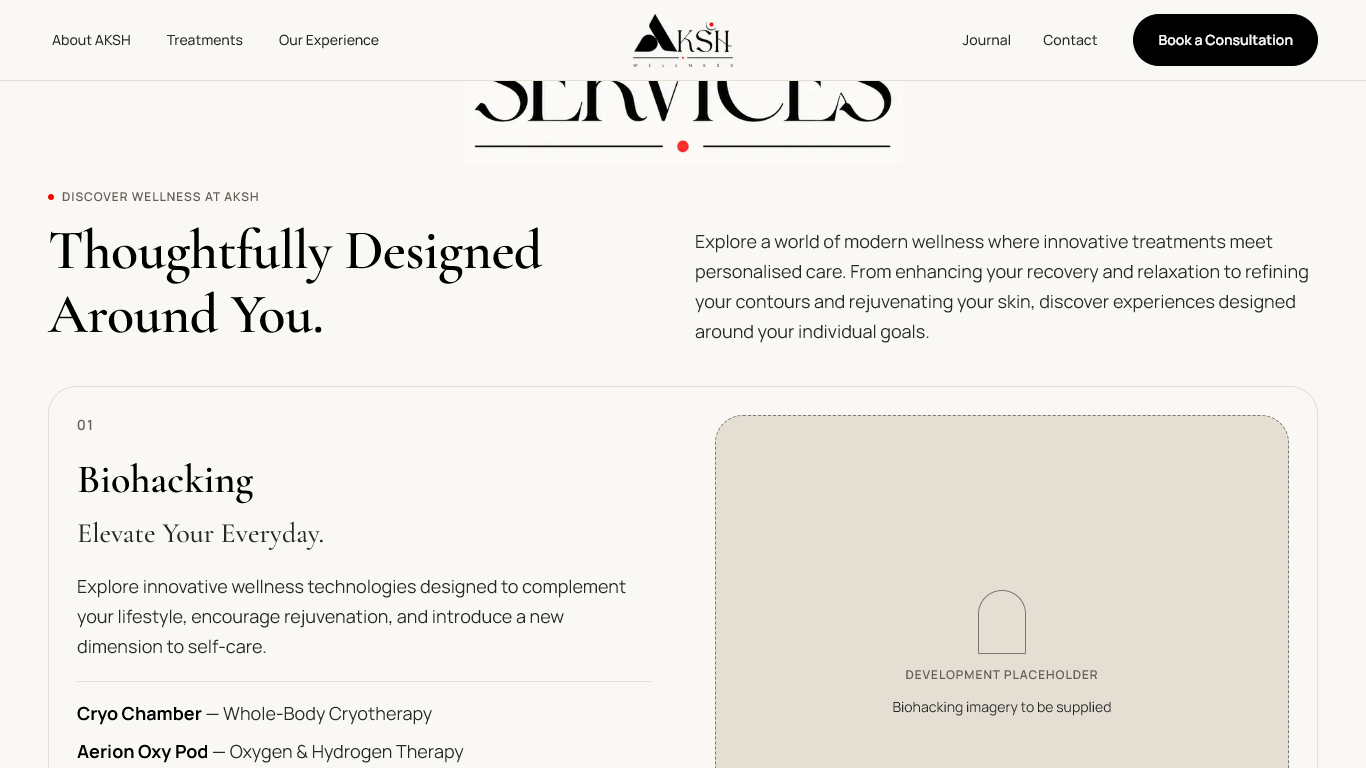 About AKSH
Treatments
Our Experience
AKSH
WELLNESS
Journal
Contact
Book a Consultation
SERVICES
DISCOVER WELLNESS AT AKSH
Thoughtfully Designed
Around You.
Explore a world of modern wellness where innovative treatments meet
personalised care. From enhancing your recovery and relaxation to refining
your contours and rejuvenating your skin, discover experiences designed
around your individual goals.
01
Biohacking
Elevate Your Everyday.
Explore innovative wellness technologies designed to complement
your lifestyle, encourage rejuvenation, and introduce a new
dimension to self-care.
Cryo Chamber — Whole-Body Cryotherapy
Aerion Oxy Pod — Oxygen & Hydrogen Therapy
DEVELOPMENT PLACEHOLDER
Biohacking imagery to be supplied